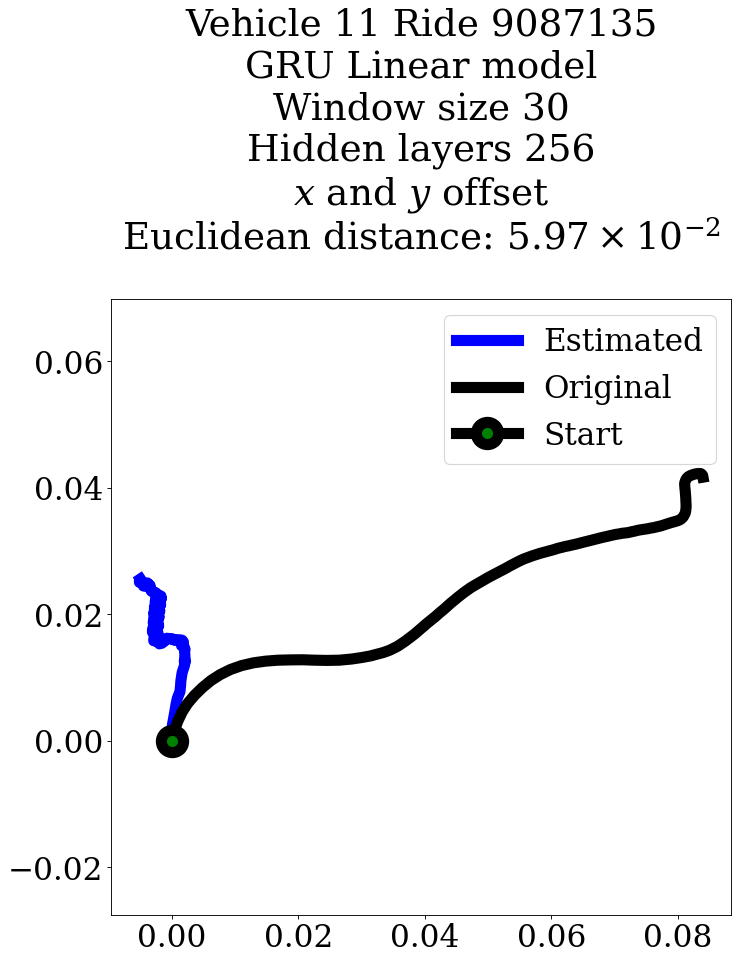 Vehicle 11 Ride 9087135
GRU Linear model
Window size 30
Hidden layers 256
x and y offset
Euclidean distance: 5.97 × 10⁻²
Estimated
Original
Start
0.06
0.04
0.02
0.00
−0.02
0.00 0.02 0.04 0.06 0.08